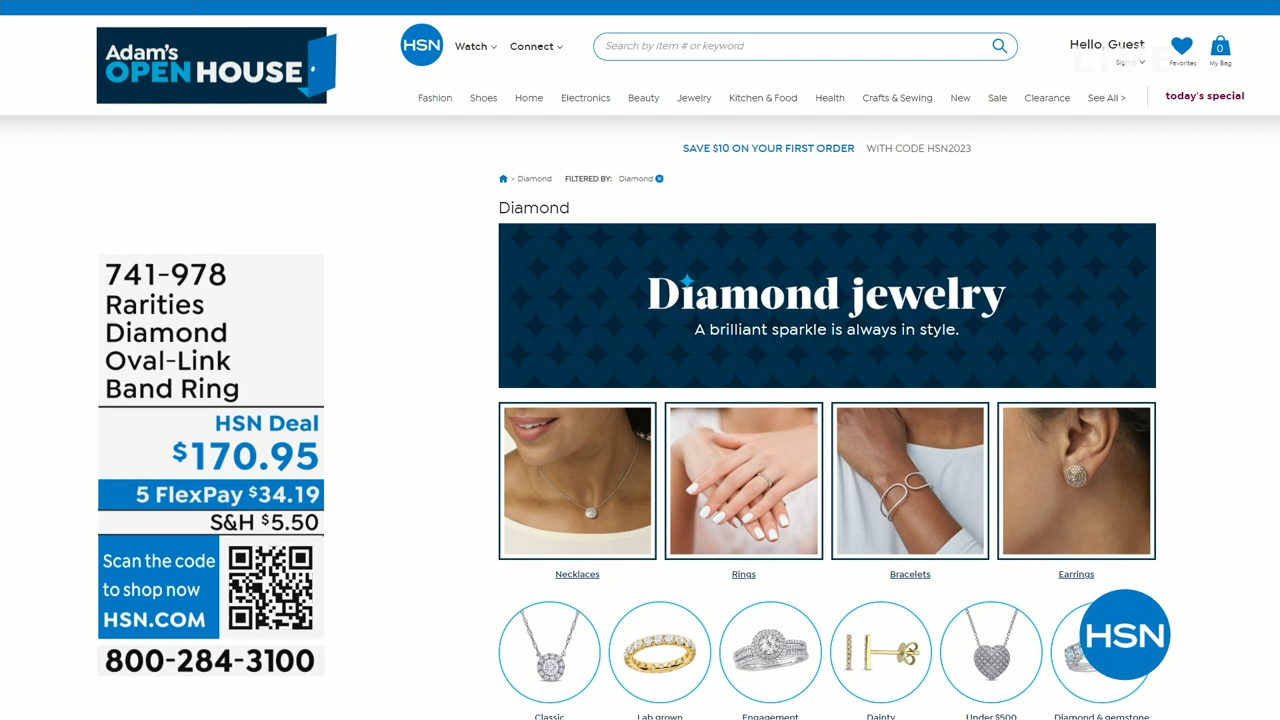 Adam's
OPEN HOUSE
HSN
Watch
Connect
Search by item # or keyword
Hello, Guest
Sign In
LIVE
Favorites
0
My Bag
Fashion
Shoes
Home
Electronics
Beauty
Jewelry
Kitchen & Food
Health
Crafts & Sewing
New
Sale
Clearance
See All >
today's special
SAVE $10 ON YOUR FIRST ORDER WITH CODE HSN2023
> Diamond FILTERED BY: Diamond
Diamond
Diamond jewelry
A brilliant sparkle is always in style.
741-978
Rarities
Diamond
Oval-Link
Band Ring
HSN Deal
$170.95
5 FlexPay $34.19
S&H $5.50
Scan the code
to shop now
HSN.COM
800-284-3100
Necklaces
Rings
Bracelets
Earrings
HSN
Classic
Lab grown
Engagement
Dainty
Under $500
Diamond & gemstone